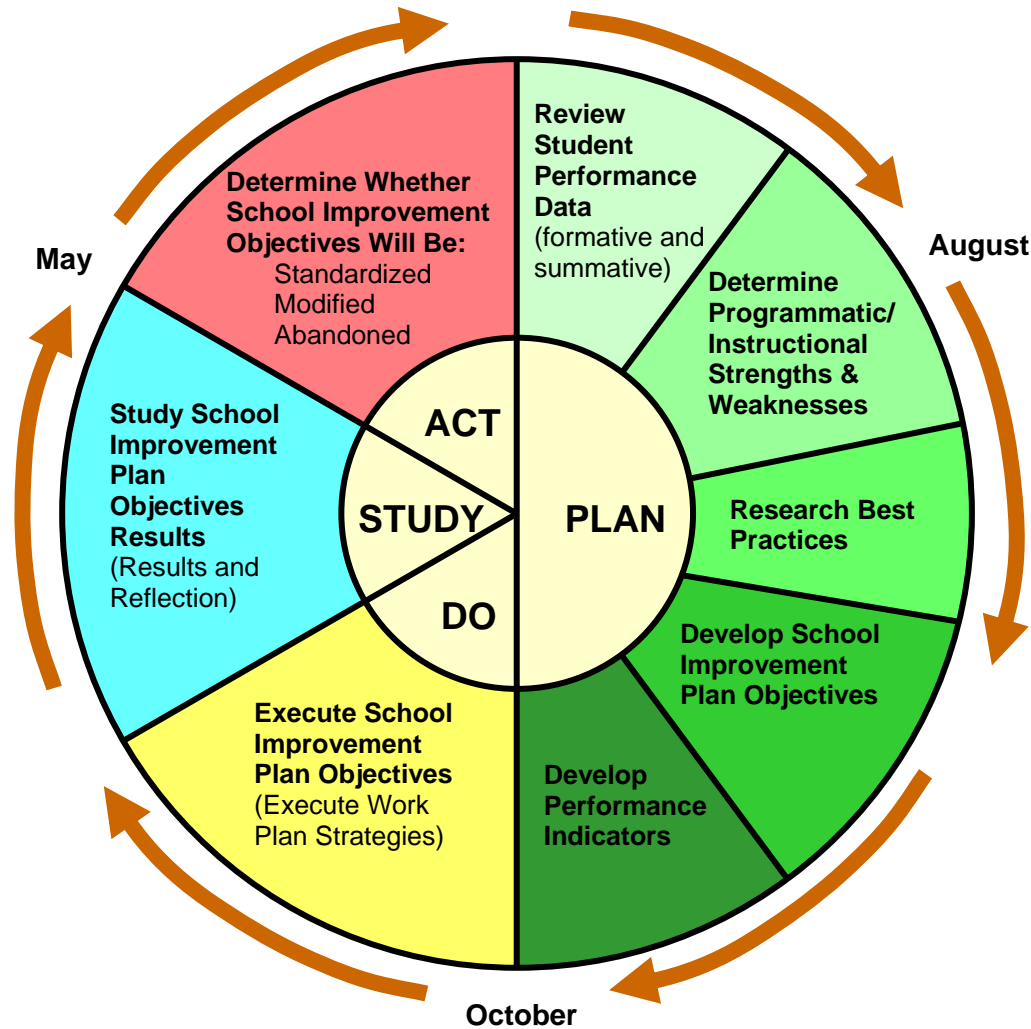 Review
Student
Performance
Data
(formative and
summative)
August
Determine
Programmatic/
Instructional
Strengths &
Weaknesses
Research Best
Practices
Develop School
Improvement
Plan Objectives
Develop
Performance
Indicators
October
Execute School
Improvement
Plan Objectives
(Execute Work
Plan Strategies)
Study School
Improvement
Plan
Objectives
Results
(Results and
Reflection)
May
Determine Whether
School Improvement
Objectives Will Be:
Standardized
Modified
Abandoned
PLAN
DO
STUDY
ACT